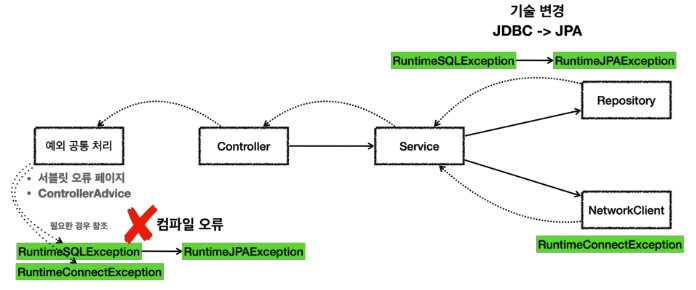 기술 변경
JDBC -> JPA
RuntimeSQLException
RuntimeJPAException
Repository
예외 공통 처리
Controller
Service
• 서블릿 오류 페이지
• ControllerAdvice
NetworkClient
필요한 경우 참조
컴파일 오류
RuntimeConnectException
RuntimeSQLException
RuntimeJPAException
RuntimeConnectException